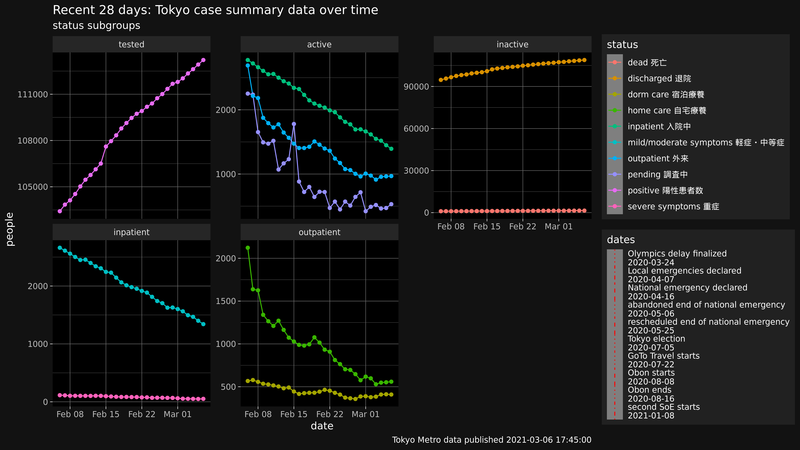 Recent 28 days: Tokyo case summary data over time
status subgroups
tested
active
inactive
111000
108000
105000
2000
1000
90000
60000
30000
0
Feb 08
Feb 15
Feb 22
Mar 01
people
inpatient
outpatient
2000
1000
0
2000
1500
1000
500
Feb 08
Feb 15
Feb 22
Mar 01
Feb 08
Feb 15
Feb 22
Mar 01
date
status
dead 死亡
discharged 退院
dorm care 宿泊療養
home care 自宅療養
inpatient 入院中
mild/moderate symptoms 軽症・中等症
outpatient 外来
pending 調査中
positive 陽性患者数
severe symptoms 重症
dates
Olympics delay finalized
2020-03-24
Local emergencies declared
2020-04-07
National emergency declared
2020-04-16
abandoned end of national emergency
2020-05-06
rescheduled end of national emergency
2020-05-25
Tokyo election
2020-07-05
GoTo Travel starts
2020-07-22
Obon starts
2020-08-08
Obon ends
2020-08-16
second SoE starts
2021-01-08
Tokyo Metro data published 2021-03-06 17:45:00